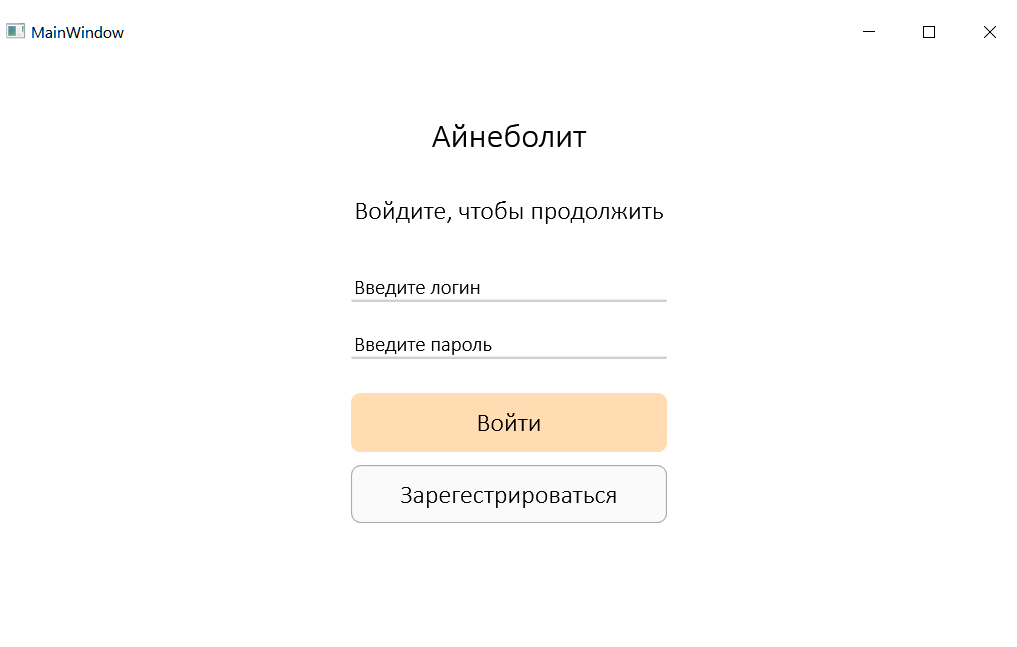 MainWindow
Айнеболит
Войдите, чтобы продолжить
Введите логин
Введите пароль
Войти
Зарегестрироваться